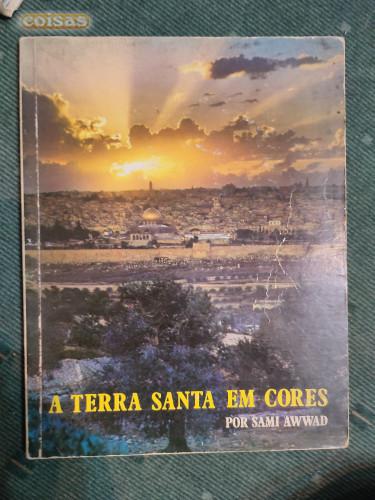 coisas
A TERRA SANTA EM CORES
POR SAMI AWWAD